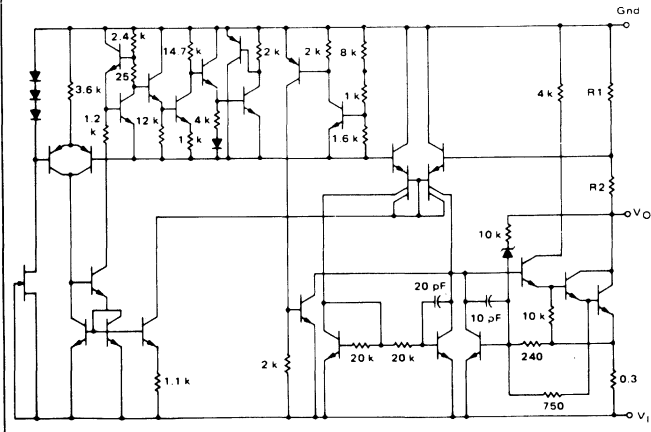 Gnd
2.4 k
14.7 k
2 k
2 k
8 k
3.6 k
25
4 k
R1
1.2 k
12 k
4 k
1 k
1 k
1.6 k
R2
VO
10 k
20 pF
10 pF
10 k
20 k
20 k
240
2 k
1.1 k
0.3
750
VI